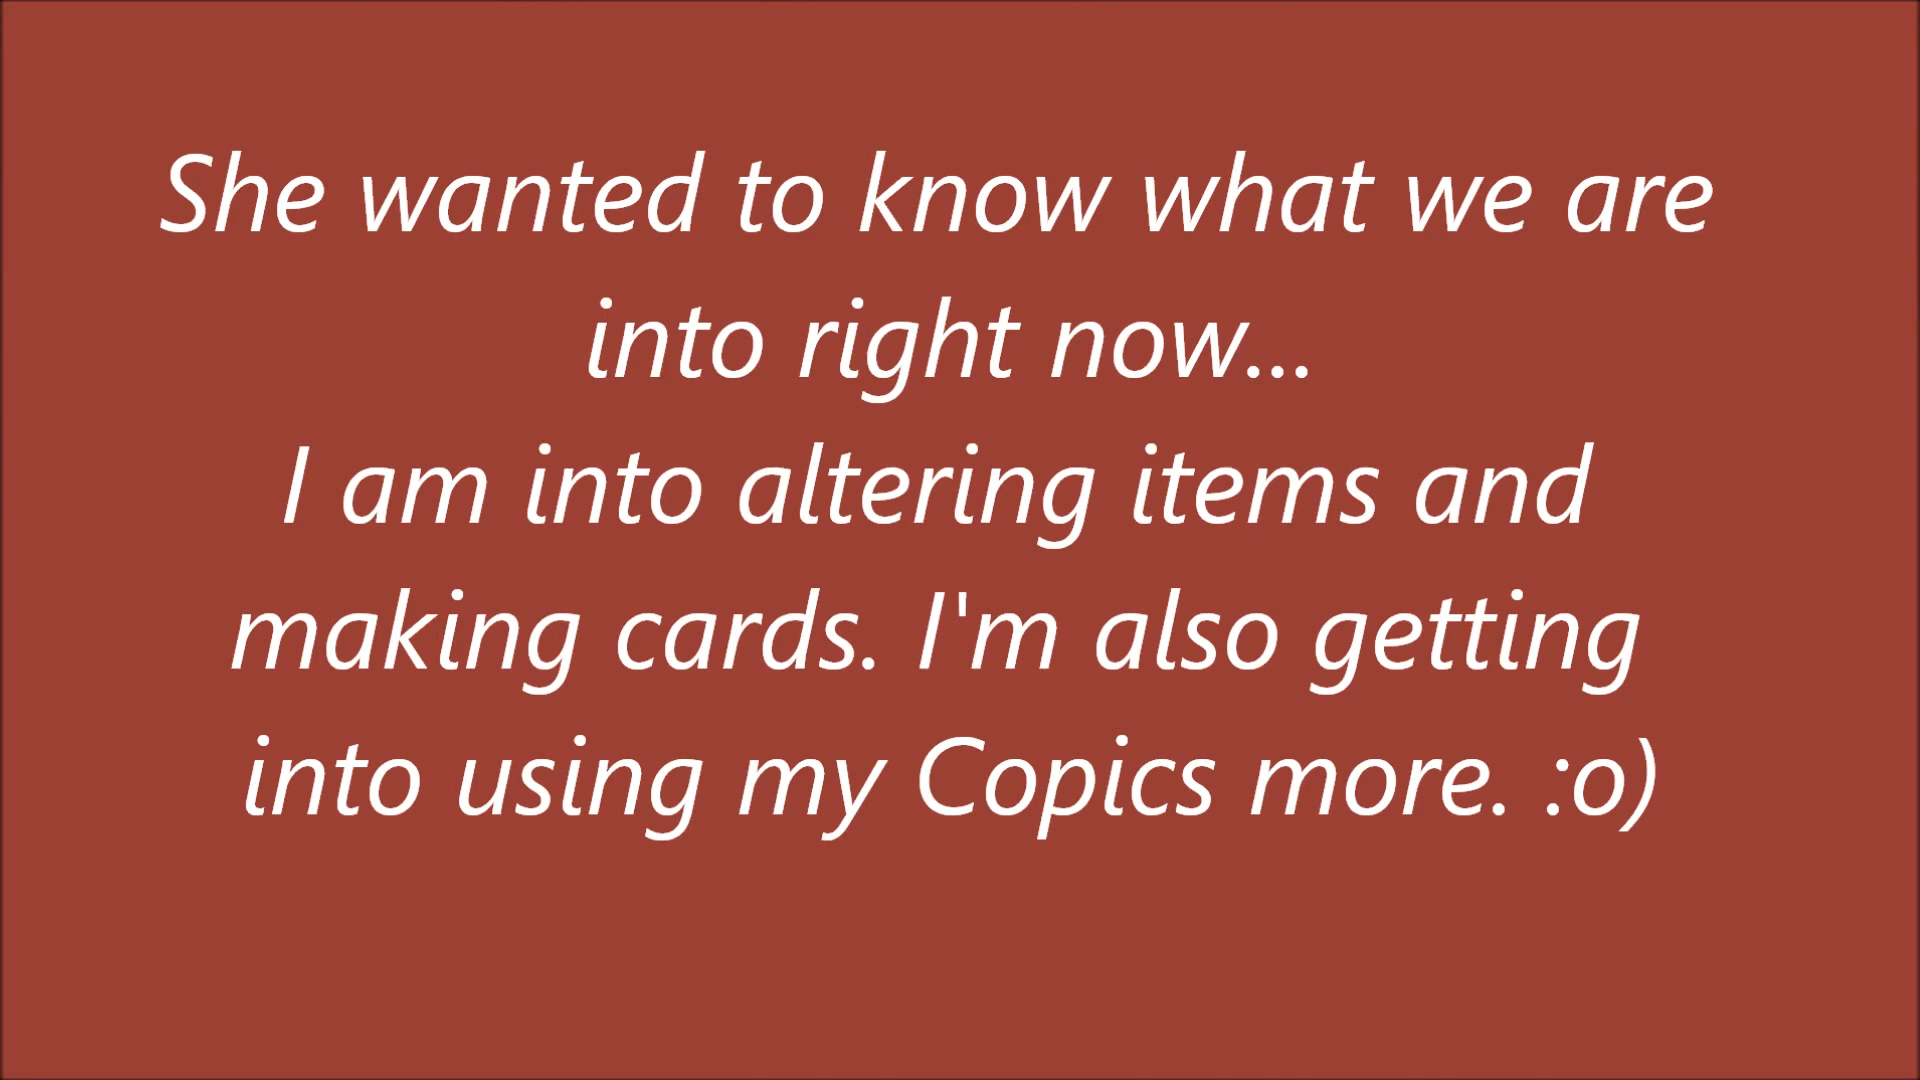 She wanted to know what we are
into right now...
I am into altering items and
making cards. I'm also getting
into using my Copics more. :o)